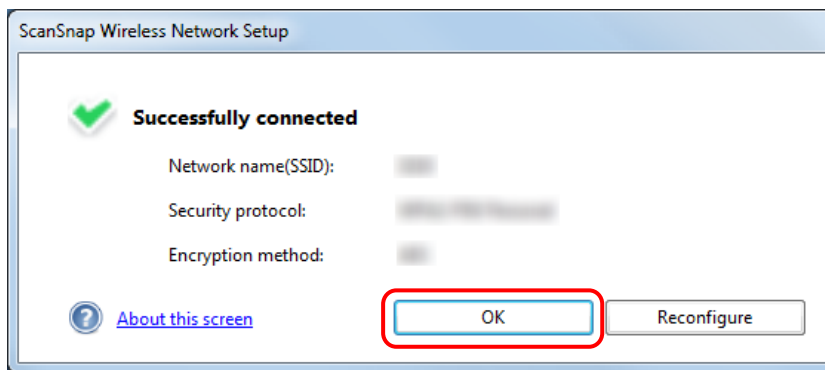 ScanSnap Wireless Network Setup
Successfully connected
Network name(SSID):
Security protocol:
Encryption method:
About this screen
OK
Reconfigure